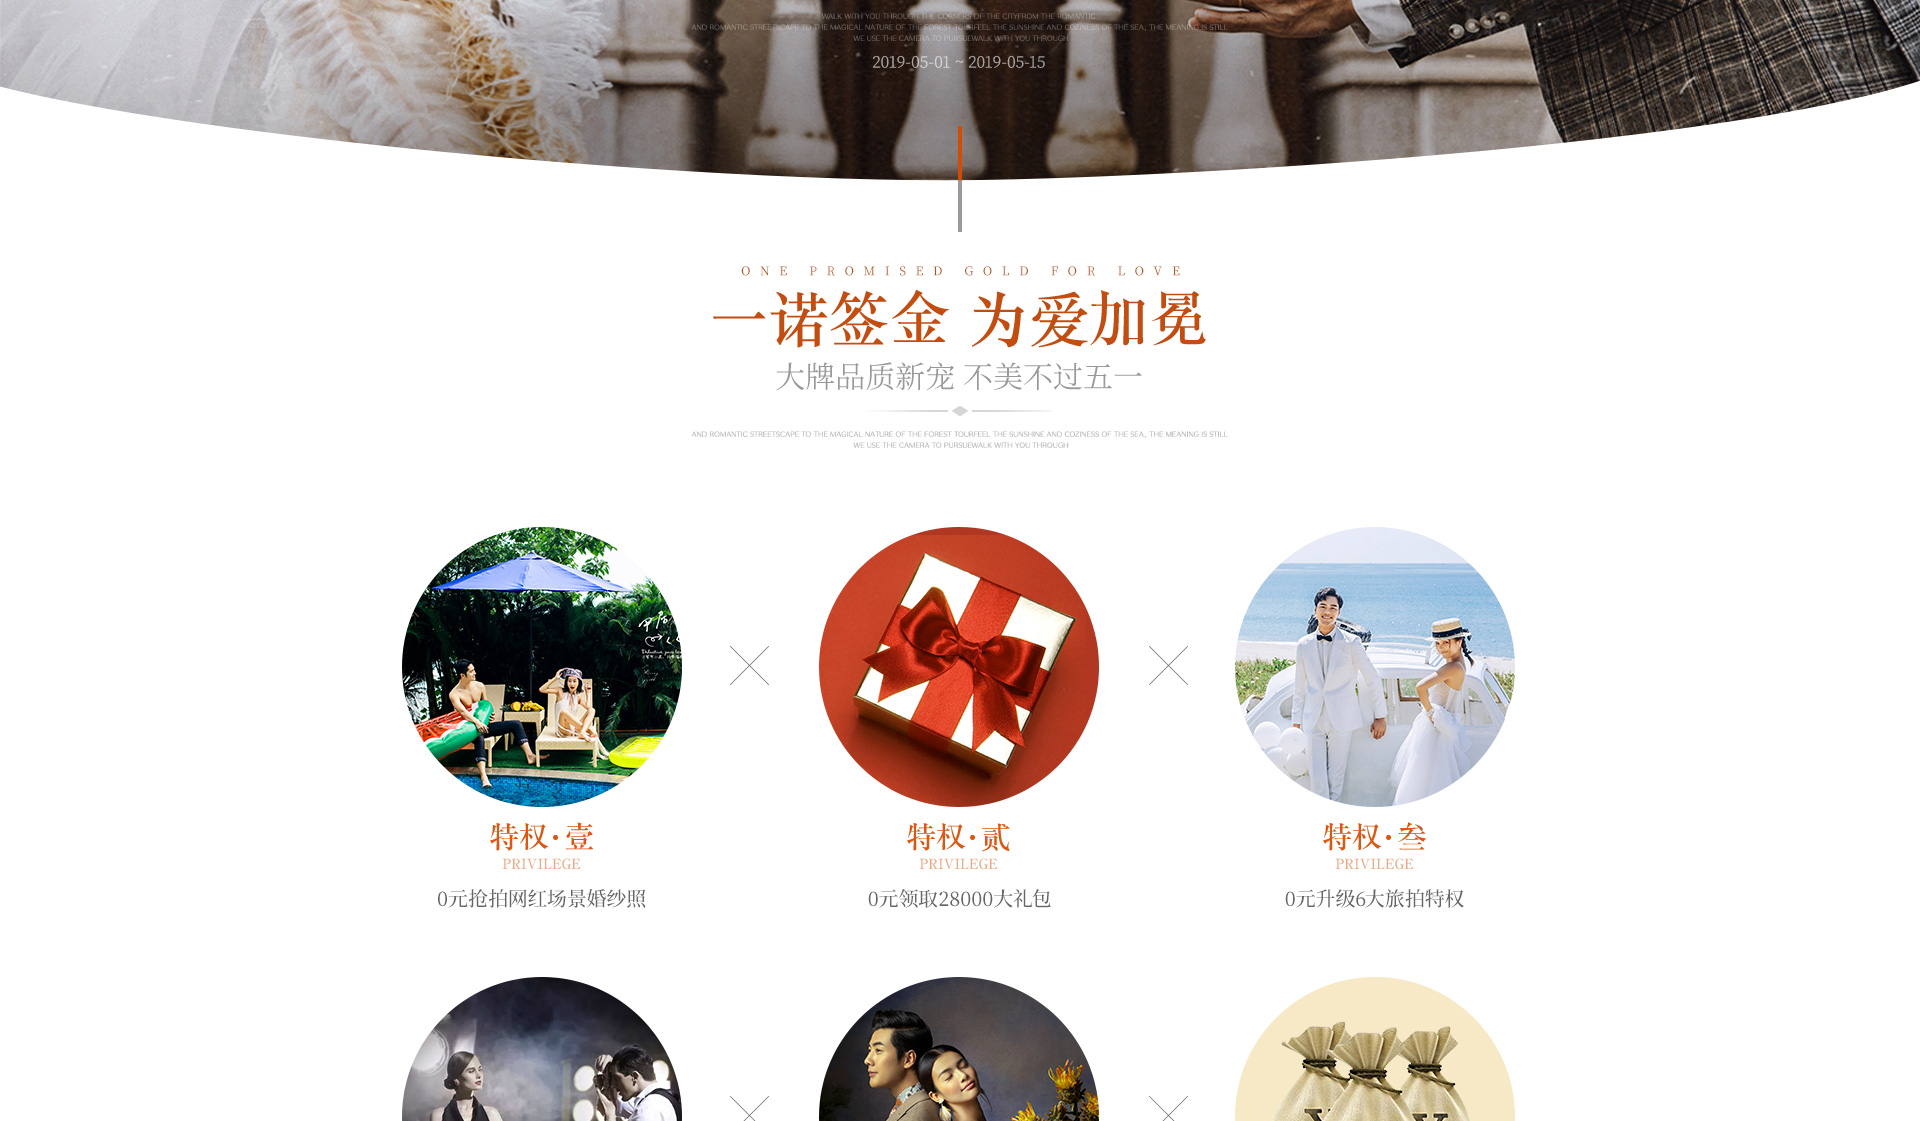 WALK WITH YOU THROUGH THE CORNERS OF THE CITYFROM THE ROMANTIC
AND ROMANTIC STREETSCAPE TO THE MAGICAL NATURE OF THE FOREST TOURFEEL THE SUNSHINE AND COZINESS OF THE SEA, THE MEANING IS STILL
WE USE THE CAMERA TO PURSUEWALK WITH YOU THROUGH
2019-05-01 ~ 2019-05-15
ONE PROMISED GOLD FOR LOVE
一诺签金 为爱加冕
大牌品质新宠 不美不过五一
AND ROMANTIC STREETSCAPE TO THE MAGICAL NATURE OF THE FOREST TOURFEEL THE SUNSHINE AND COZINESS OF THE SEA, THE MEANING IS STILL
WE USE THE CAMERA TO PURSUEWALK WITH YOU THROUGH
特权·壹
PRIVILEGE
0元抢拍网红场景婚纱照
特权·贰
PRIVILEGE
0元领取28000大礼包
特权·叁
PRIVILEGE
0元升级6大旅拍特权